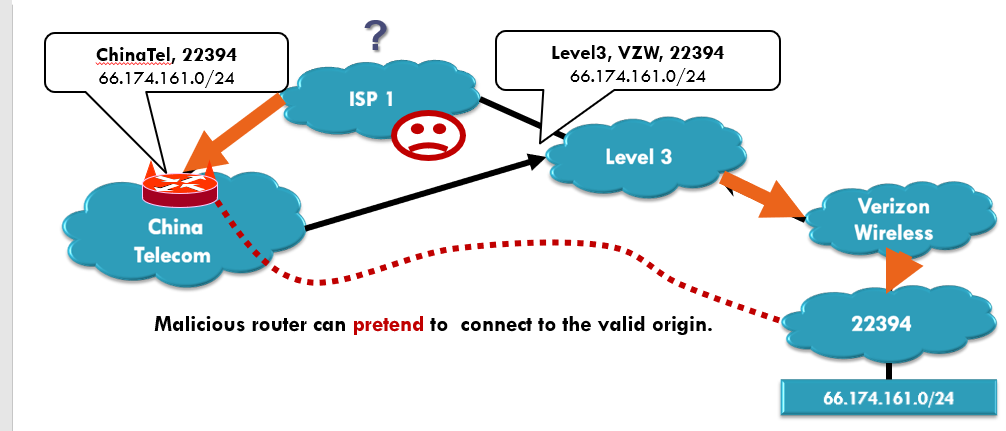 ?
ChinaTel, 22394
66.174.161.0/24
Level3, VZW, 22394
66.174.161.0/24
ISP 1
Level 3
China
Telecom
Verizon
Wireless
Malicious router can pretend to connect to the valid origin.
22394
66.174.161.0/24